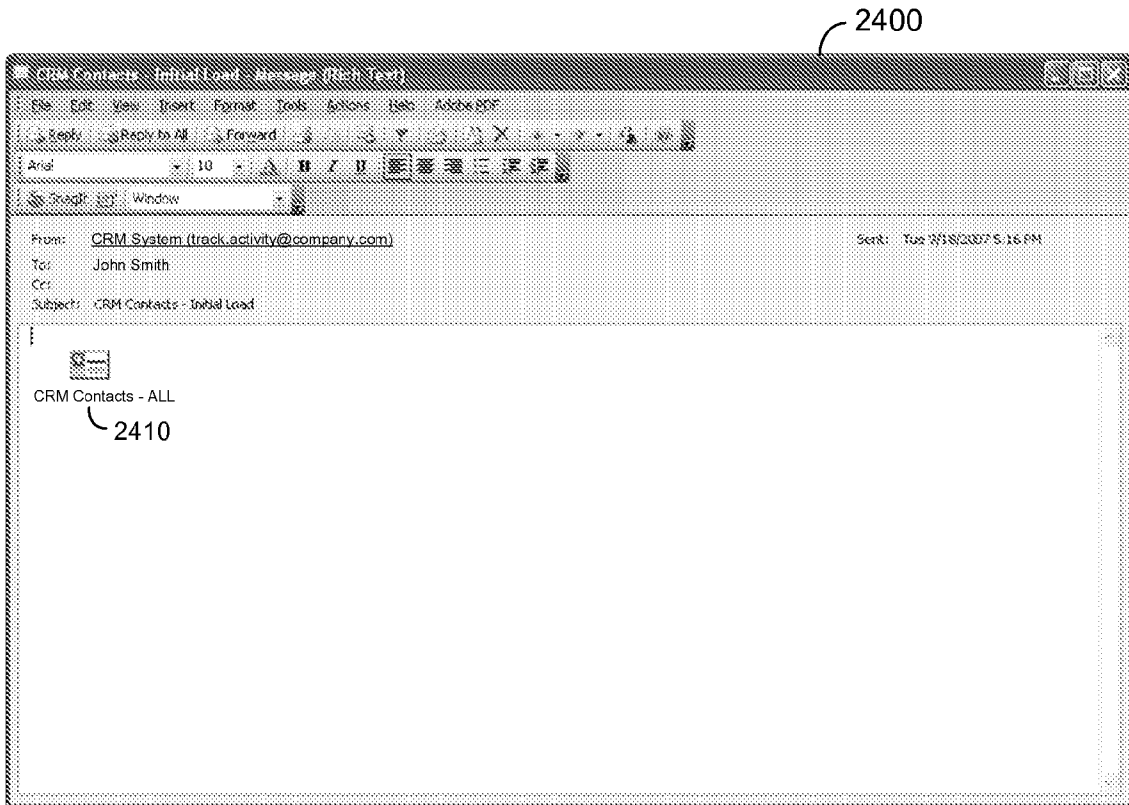 2400
CRM Contacts - Initial Load - Message (Rich Text)
File Edit View Insert Format Tools Actions Help Adobe PDF
Reply Reply to All Forward
Arial 10 A B I U
SnagIt Window
From: CRM System (track.activity@company.com) Sent: Tue 9/18/2007 5:16 PM
To: John Smith
Cc:
Subject: CRM Contacts - Initial Load
CRM Contacts - ALL
2410